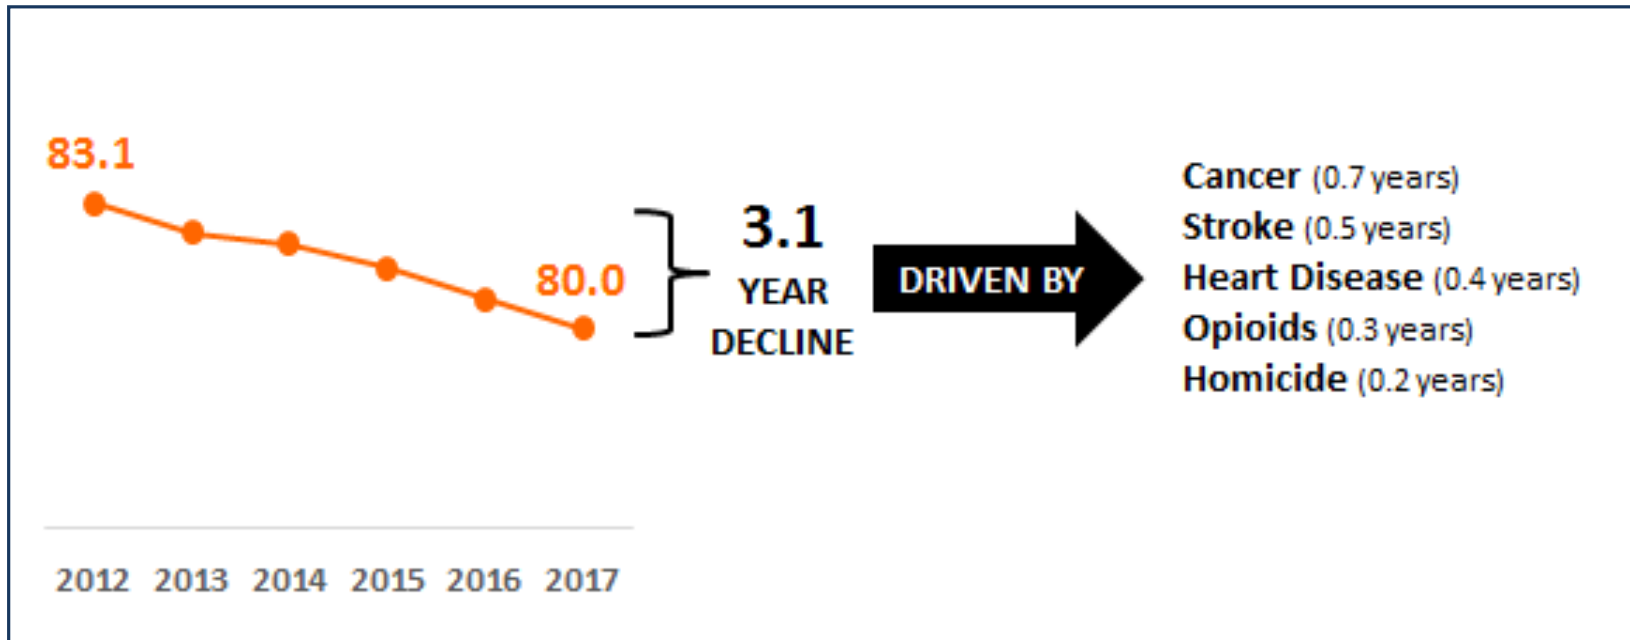 83.1
80.0
3.1
YEAR
DECLINE
DRIVEN BY
Cancer (0.7 years)
Stroke (0.5 years)
Heart Disease (0.4 years)
Opioids (0.3 years)
Homicide (0.2 years)
2012 2013 2014 2015 2016 2017